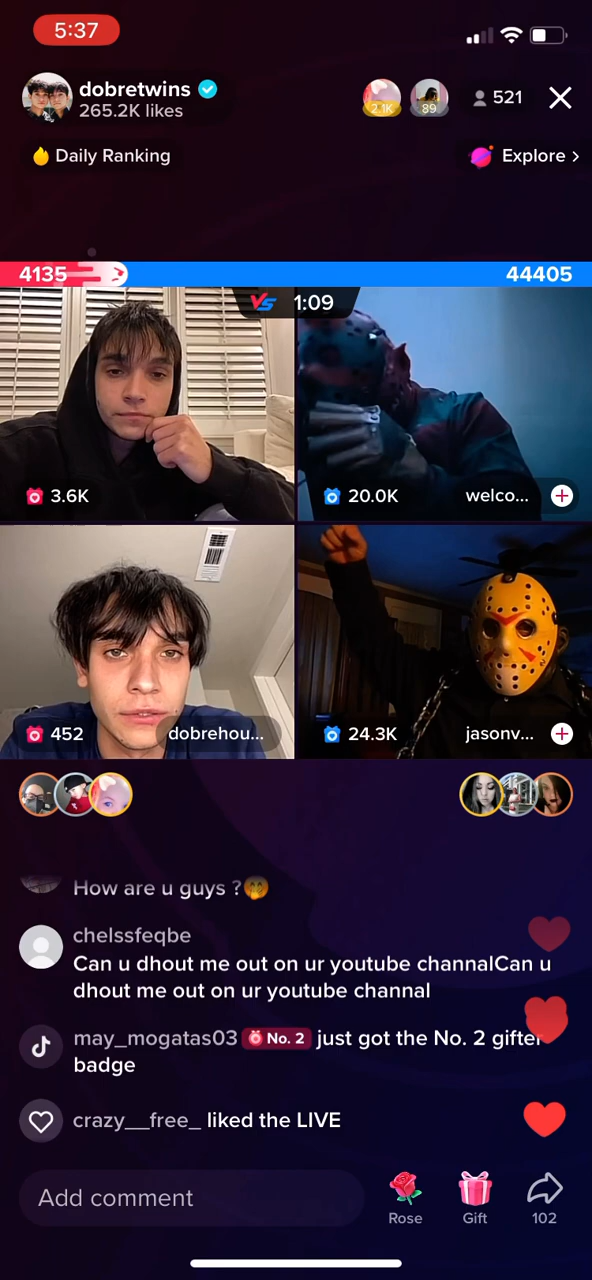 5:37
dobretwins
265.2K likes
2.1K
89
521
Daily Ranking
Explore >
4135
44405
VS 1:09
3.6K
20.0K
welco...
452
dobrehou...
24.3K
jasonv...
How are u guys ?🤭
chelssfeqbe
Can u dhout me out on ur youtube channalCan u
dhout me out on ur youtube channal
may_mogatas03 No. 2 just got the No. 2 gifter
badge
crazy__free_ liked the LIVE
Add comment
Rose
Gift
102